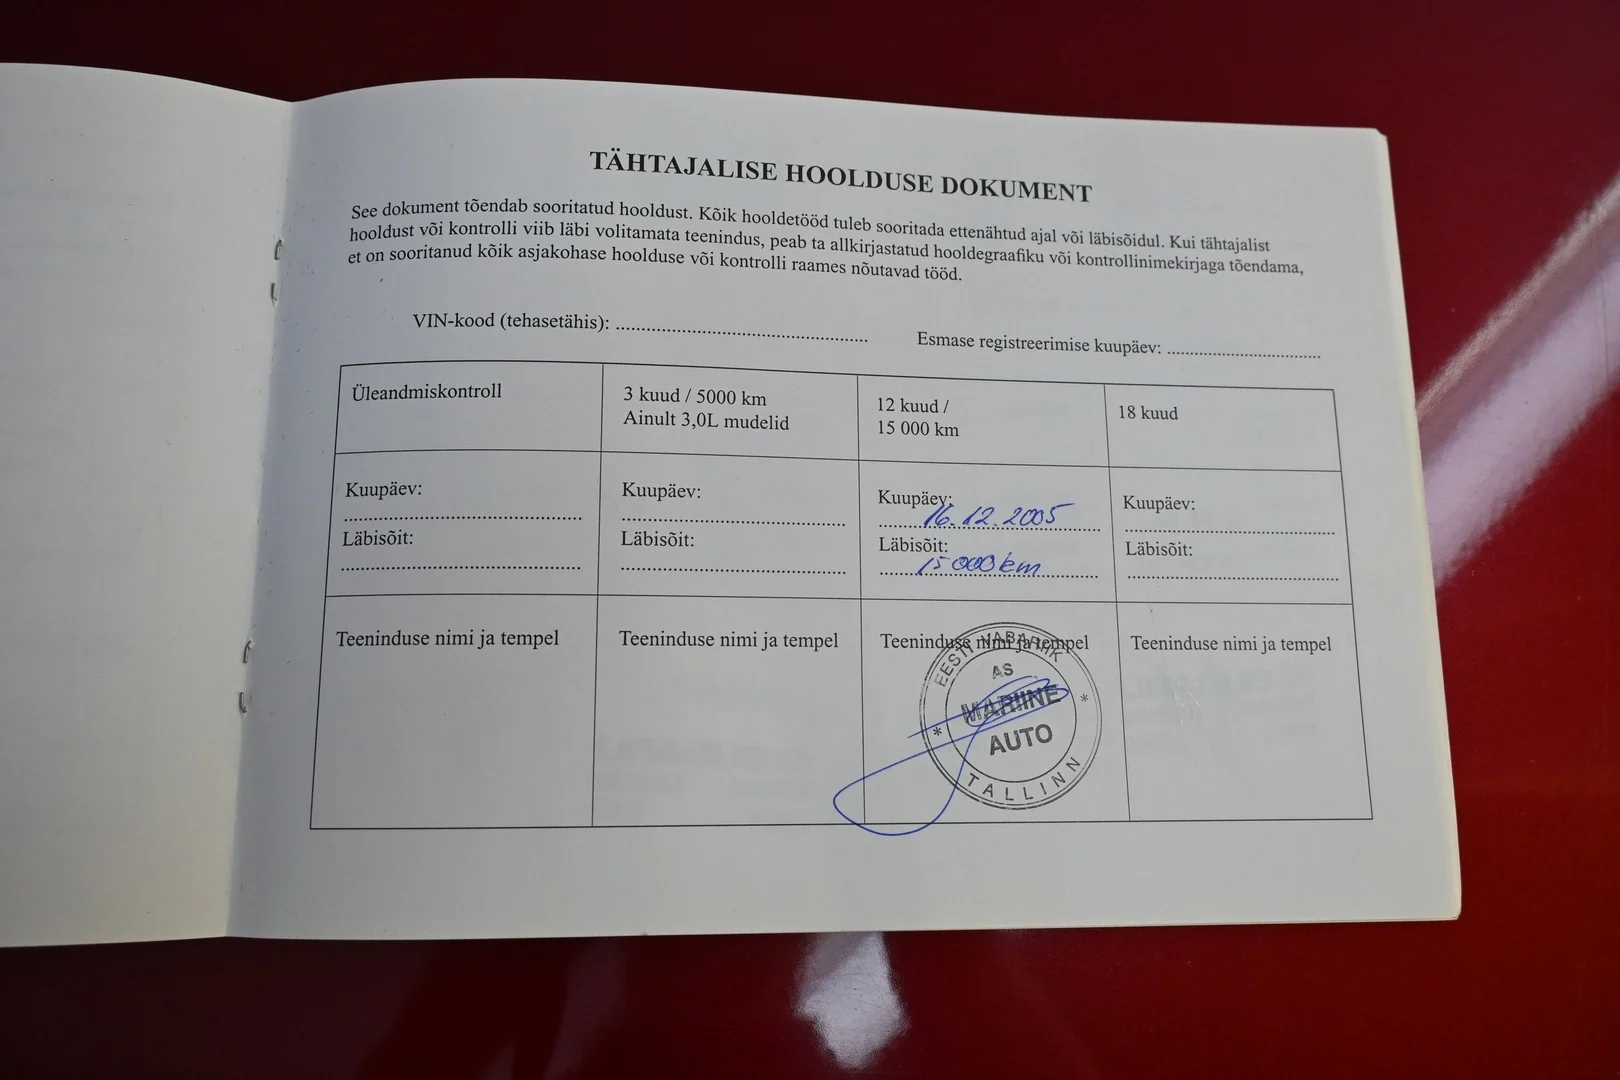 TÄHTAJALISE HOOLDUSE DOKUMENT
See dokument tõendab sooritatud hooldust. Kõik hooldetööd tuleb sooritada ettenähtud ajal või läbisõidul. Kui tähtajalist
hooldust või kontrolli viib läbi volitamata teenindus, peab ta allkirjastatud hooldegraafiku või kontrollinimekirjaga tõendama,
et on sooritanud kõik asjakohase hoolduse või kontrolli raames nõutavad tööd.
VIN-kood (tehasetähis): ............................................
Esmase registreerimise kuupäev: ............................
Üleandmiskontroll
3 kuud / 5000 km
Ainult 3,0L mudelid
12 kuud /
15 000 km
18 kuud
Kuupäev:
Läbisõit:
Kuupäev:
Läbisõit:
Kuupäev:
16.12.2005
Läbisõit:
15 000 km
Kuupäev:
Läbisõit:
Teeninduse nimi ja tempel
Teeninduse nimi ja tempel
Teeninduse nimi ja tempel
EESTI VABARIIK
AS
MARIINE
AUTO
* TALLINN *
Teeninduse nimi ja tempel